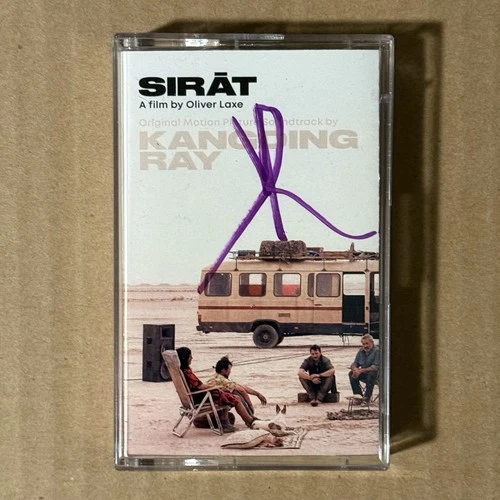 SIRĀT
A film by Oliver Laxe
Original Motion Picture Soundtrack by
KANGDING
RAY